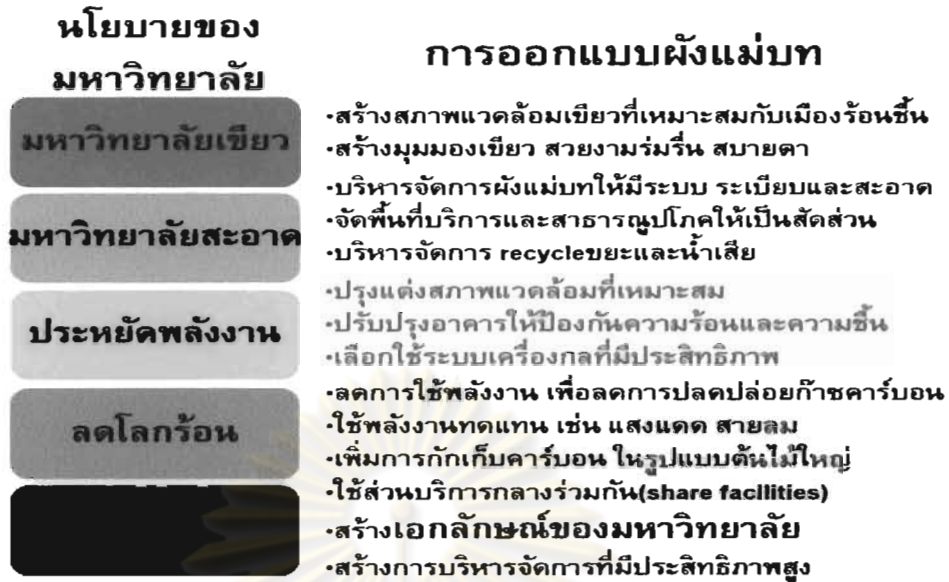 นโยบายของ
มหาวิทยาลัย
การออกแบบผังแม่บท
มหาวิทยาลัยเขียว
•สร้างสภาพแวดล้อมเขียวที่เหมาะสมกับเมืองร้อนชื้น
•สร้างมุมมองเขียว สวยงามร่มรื่น สบายตา
มหาวิทยาลัยสะอาด
•บริหารจัดการผังแม่บทให้มีระบบ ระเบียบและสะอาด
•จัดพื้นที่บริการและสาธารณูปโภคให้เป็นสัดส่วน
•บริหารจัดการ recycleขยะและน้ำเสีย
ประหยัดพลังงาน
•ปรุงแต่งสภาพแวดล้อมที่เหมาะสม
•ปรับปรุงอาคารให้ป้องกันความร้อนและความชื้น
•เลือกใช้ระบบเครื่องกลที่มีประสิทธิภาพ
ลดโลกร้อน
•ลดการใช้พลังงาน เพื่อลดการปลดปล่อยก๊าซคาร์บอน
•ใช้พลังงานทดแทน เช่น แสงแดด สายลม
•เพิ่มการกักเก็บคาร์บอน ในรูปแบบต้นไม้ใหญ่
•ใช้ส่วนบริการกลางร่วมกัน(share facilities)
•สร้างเอกลักษณ์ของมหาวิทยาลัย
•สร้างการบริหารจัดการที่มีประสิทธิภาพสูง